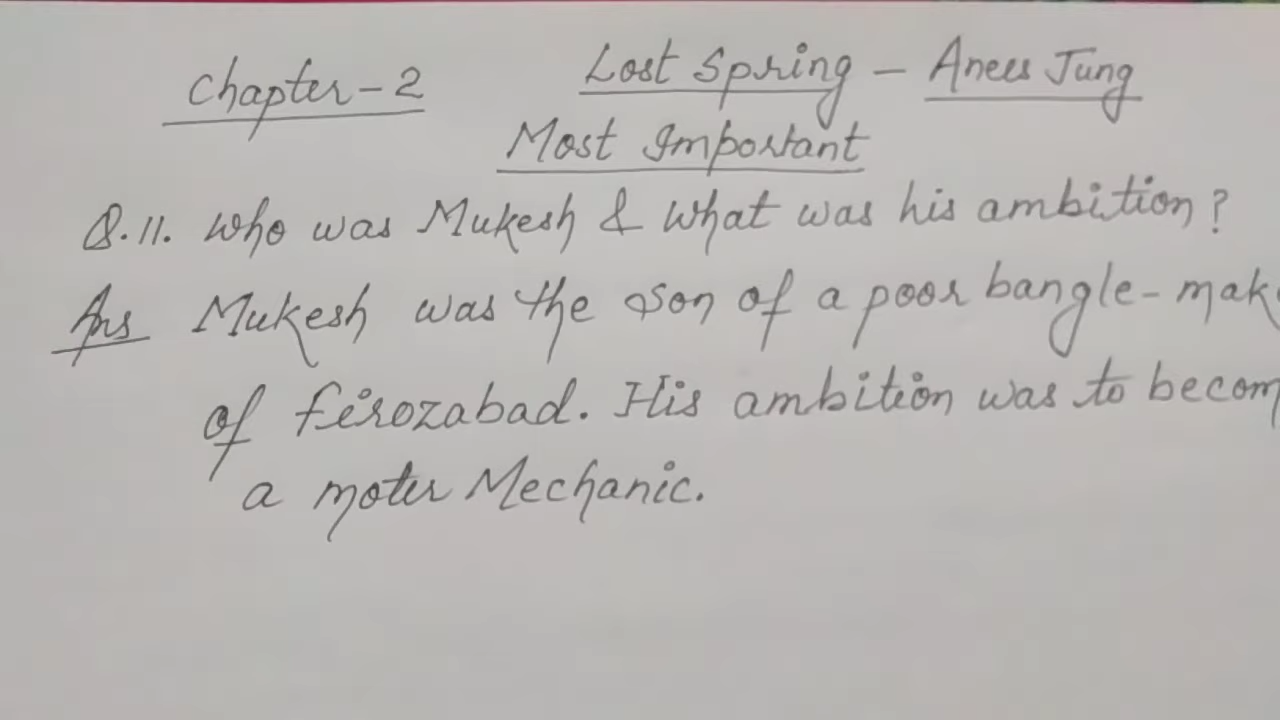 Chapter-2 Lost Spring - Anees Jung
Most Important
Q.11. Who was Mukesh & What was his ambition?
Ans Mukesh was the son of a poor bangle-mak
of firozabad. His ambition was to becom
a moter Mechanic.